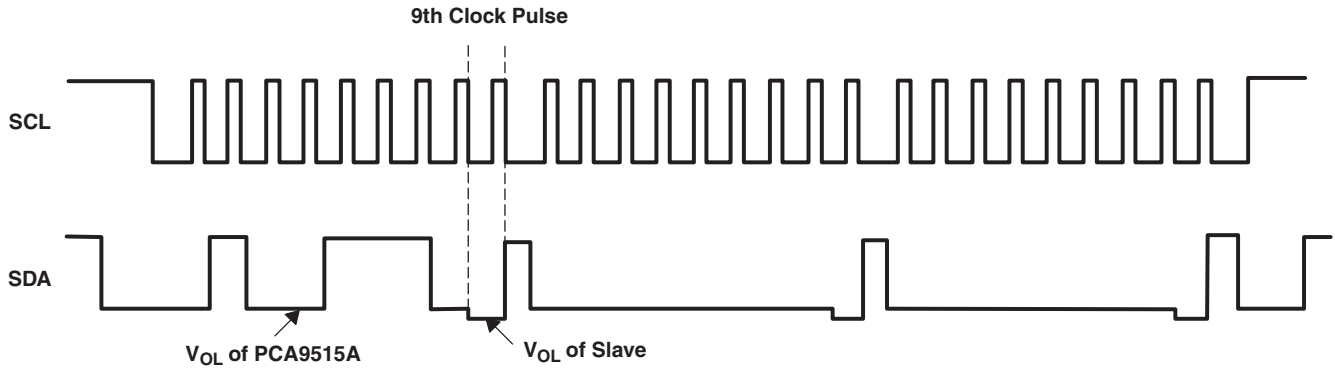 9th Clock Pulse
SCL
SDA
VOL of PCA9515A
VOL of Slave